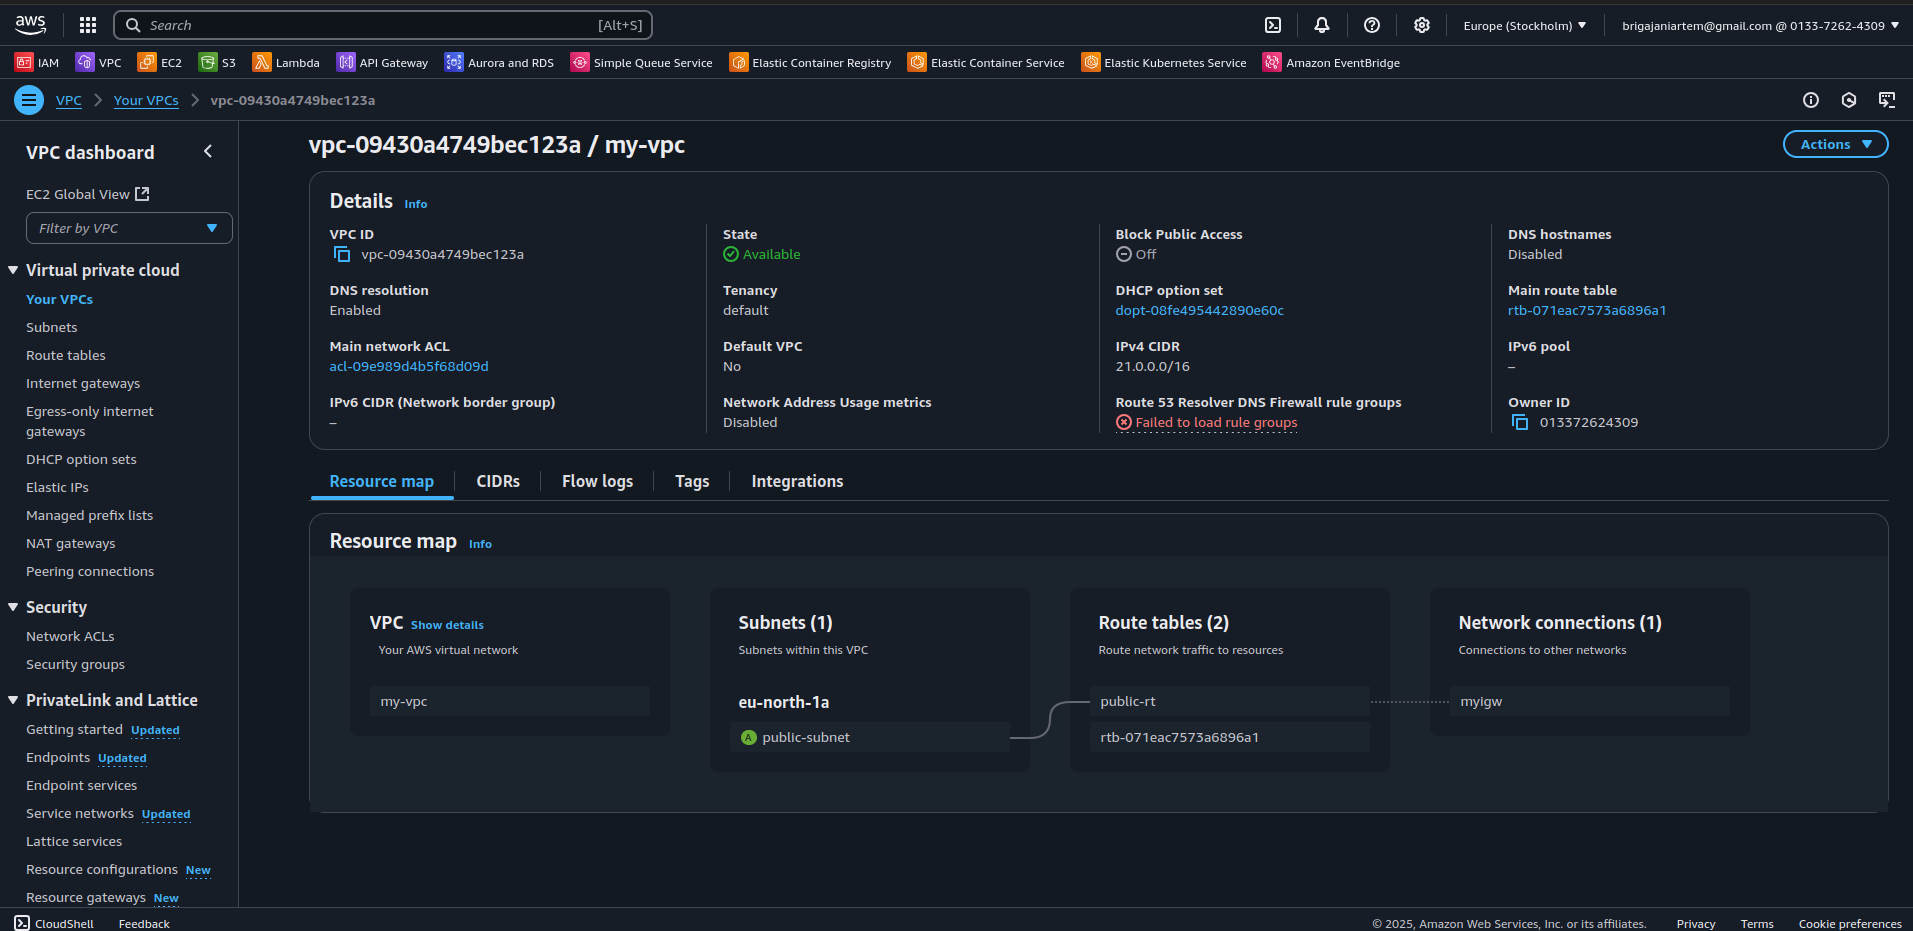 aws
Search [Alt+S]
Europe (Stockholm)
brigajaniartem@gmail.com @ 0133-7262-4309
IAM VPC EC2 S3 Lambda API Gateway Aurora and RDS Simple Queue Service Elastic Container Registry Elastic Container Service Elastic Kubernetes Service Amazon EventBridge
VPC Your VPCs vpc-09430a4749bec123a
VPC dashboard
EC2 Global View
Filter by VPC
Virtual private cloud
Your VPCs
Subnets
Route tables
Internet gateways
Egress-only internet
gateways
DHCP option sets
Elastic IPs
Managed prefix lists
NAT gateways
Peering connections
Security
Network ACLs
Security groups
PrivateLink and Lattice
Getting started Updated
Endpoints Updated
Endpoint services
Service networks Updated
Lattice services
Resource configurations New
Resource gateways New
vpc-09430a4749bec123a / my-vpc
Actions
Details Info
VPC ID
vpc-09430a4749bec123a
State
Available
Block Public Access
Off
DNS hostnames
Disabled
DNS resolution
Enabled
Tenancy
default
DHCP option set
dopt-08fe495442890e60c
Main route table
rtb-071eac7573a6896a1
Main network ACL
acl-09e989d4b5f68d09d
Default VPC
No
IPv4 CIDR
21.0.0.0/16
IPv6 pool
–
IPv6 CIDR (Network border group)
–
Network Address Usage metrics
Disabled
Route 53 Resolver DNS Firewall rule groups
Failed to load rule groups
Owner ID
013372624309
Resource map CIDRs Flow logs Tags Integrations
Resource map Info
VPC Show details
Your AWS virtual network
my-vpc
Subnets (1)
Subnets within this VPC
eu-north-1a
A public-subnet
Route tables (2)
Route network traffic to resources
public-rt
rtb-071eac7573a6896a1
Network connections (1)
Connections to other networks
myigw
CloudShell Feedback
© 2025, Amazon Web Services, Inc. or its affiliates. Privacy Terms Cookie preferences